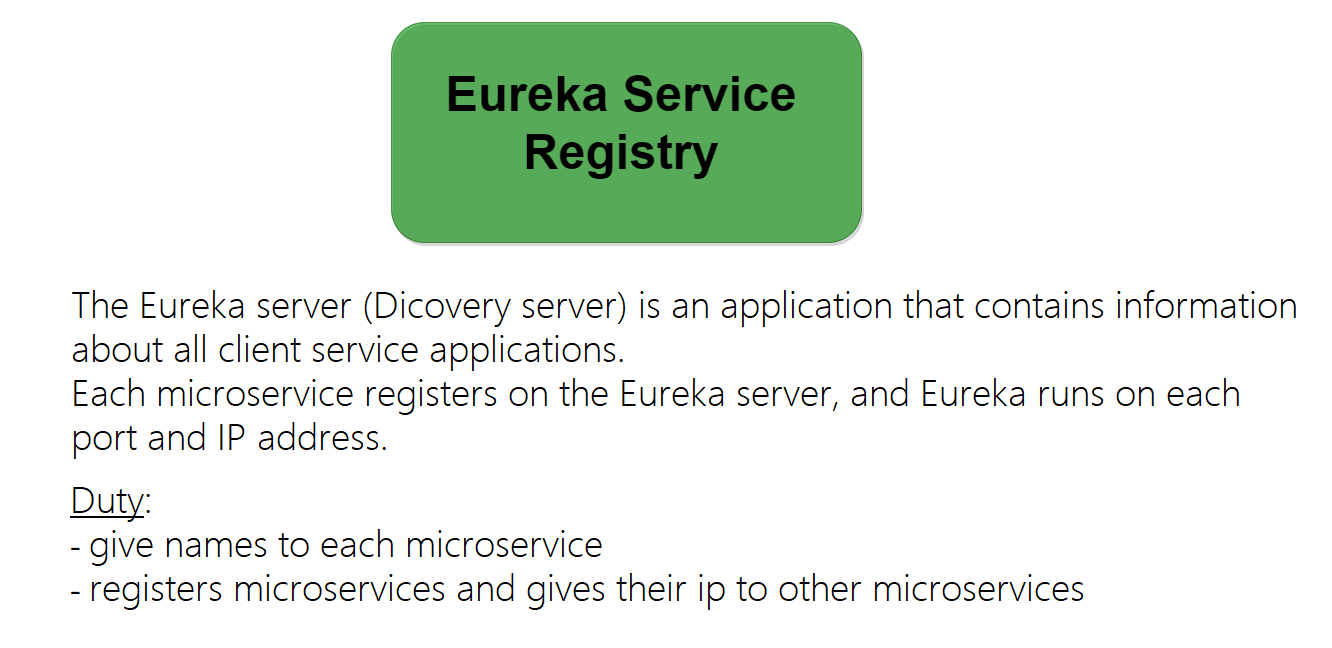 Eureka Service
Registry
The Eureka server (Dicovery server) is an application that contains information
about all client service applications.
Each microservice registers on the Eureka server, and Eureka runs on each
port and IP address.
Duty:
- give names to each microservice
- registers microservices and gives their ip to other microservices